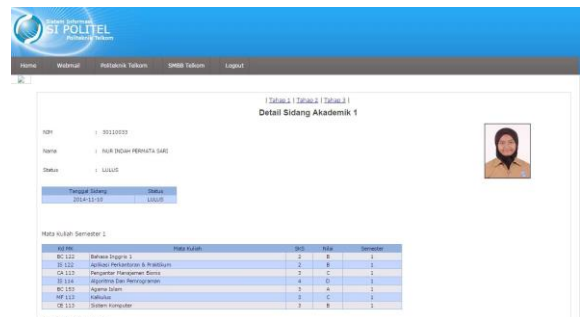 Sistem Informasi
SI POLITEL
Politeknik Telkom
Home Webmail Politeknik Telkom SMBB Telkom Logout
| Tahap 1 | Tahap 2 | Tahap 3 |
Detail Sidang Akademik 1
NIM :
Nama : NUR INDAH PERMATA SARI
Status : LULUS
Tanggal Sidang Status
2014-11-10 LULUS
Mata Kuliah Semester 1
Kd MK Mata Kuliah SKS Nilai Semester
BC 122 Bahasa Inggris 1 2 B 1
IS 122 Aplikasi Perkantoran & Praktikum 2 B 1
CA 113 Pengantar Manajemen Bisnis 3 C 1
IS 114 Algoritma Dan Pemrograman 4 D 1
BC 153 Agama Islam 3 A 1
MF 113 Kalkulus 3 C 1
CE 113 Sistem Komputer 3 B 1